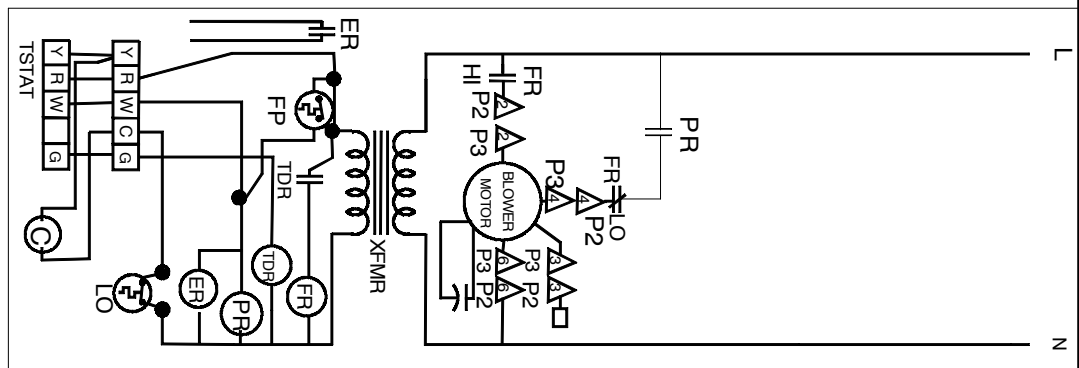 ER
L
TSTAT
Y
R
W
G
Y
R
W
C
G
FP
TDR
XFMR
FR
HI
P2
2
P3
2
PR
FR
LO
P3
4
4
P2
BLOWER
MOTOR
P3
6
P2
6
P3
3
P2
3
C
LO
ER
PR
TDR
FR
N